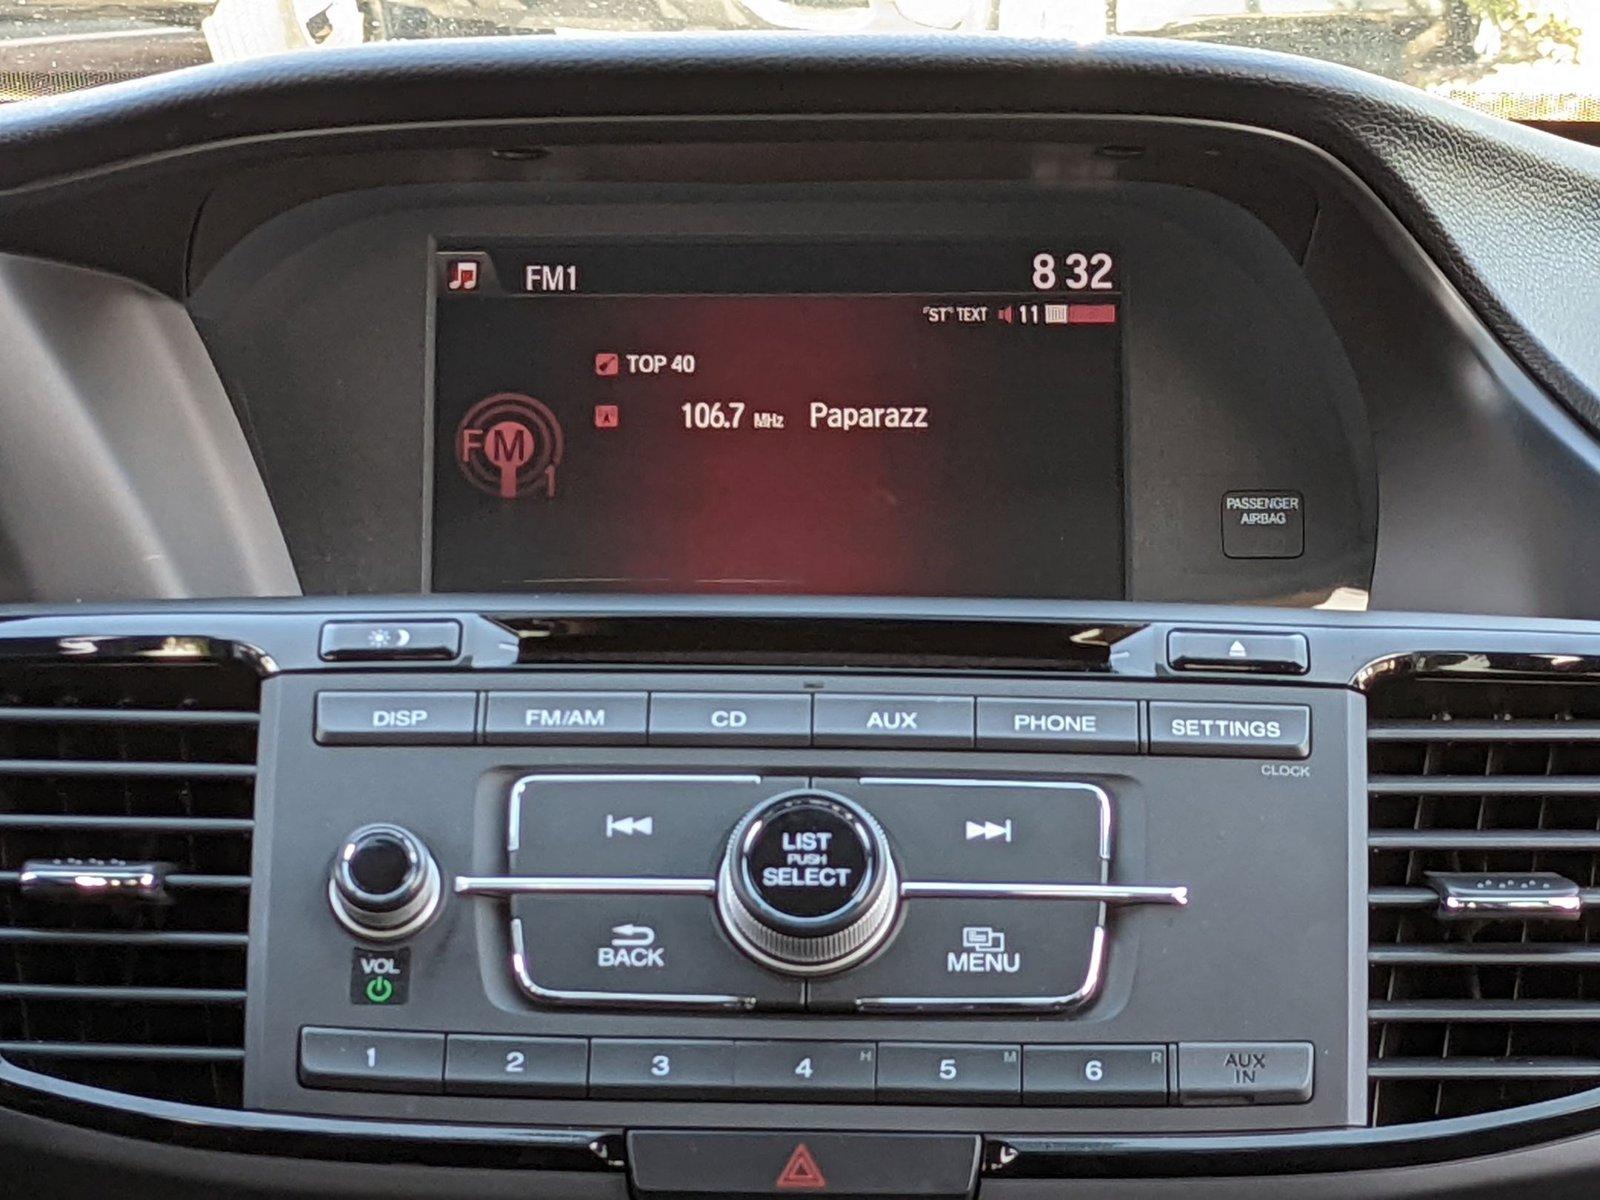 FM1
8 32
"ST" TEXT 11
TOP 40
106.7 MHz Paparazz
FM 1
PASSENGER
AIRBAG
DISP FM/AM CD AUX PHONE SETTINGS
CLOCK
LIST
PUSH
SELECT
BACK
MENU
VOL
1 2 3 4 H 5 M 6 R
AUX
IN